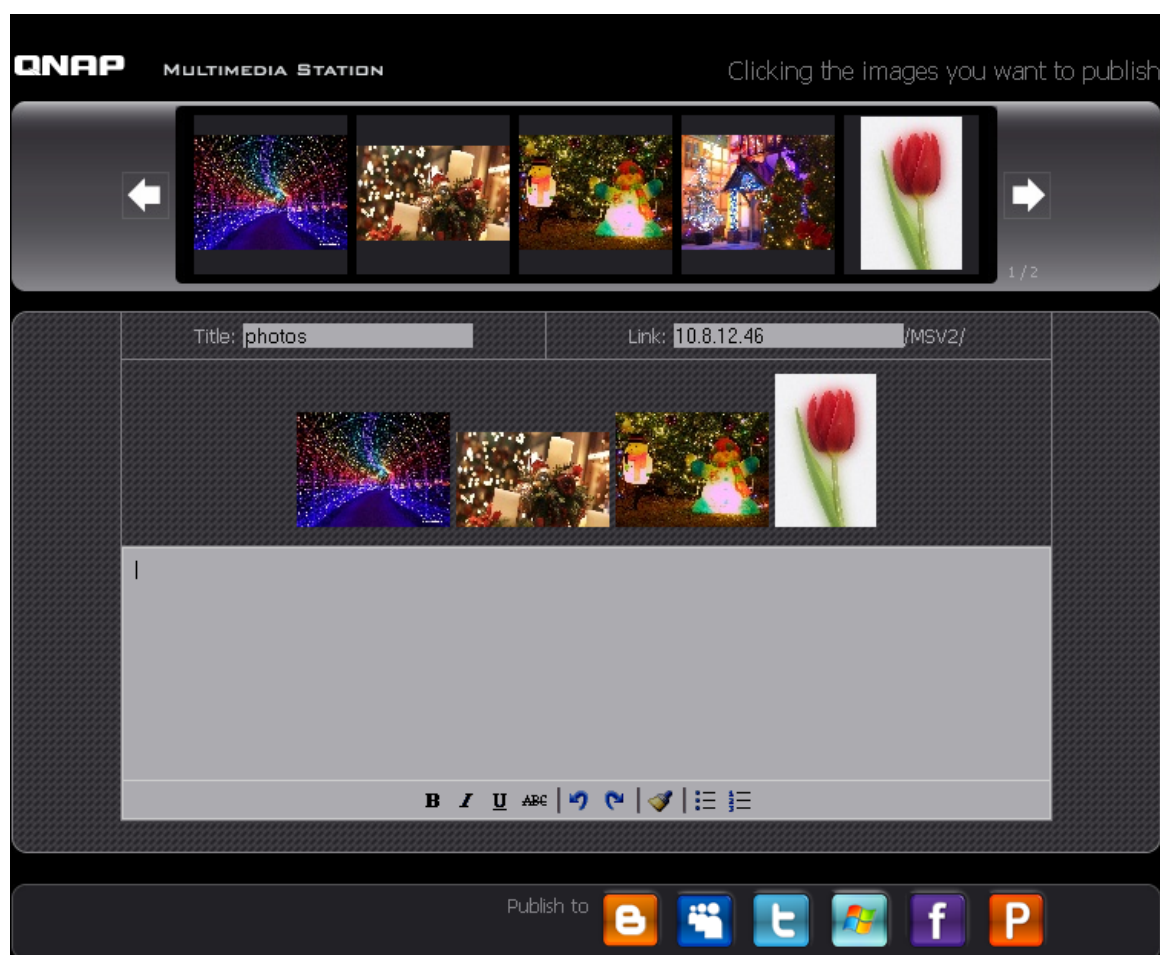 QNAP MULTIMEDIA STATION
Clicking the images you want to publish
1/2
Title: photos
Link: 10.8.12.46 /MSV2/
B I U ABC
Publish to